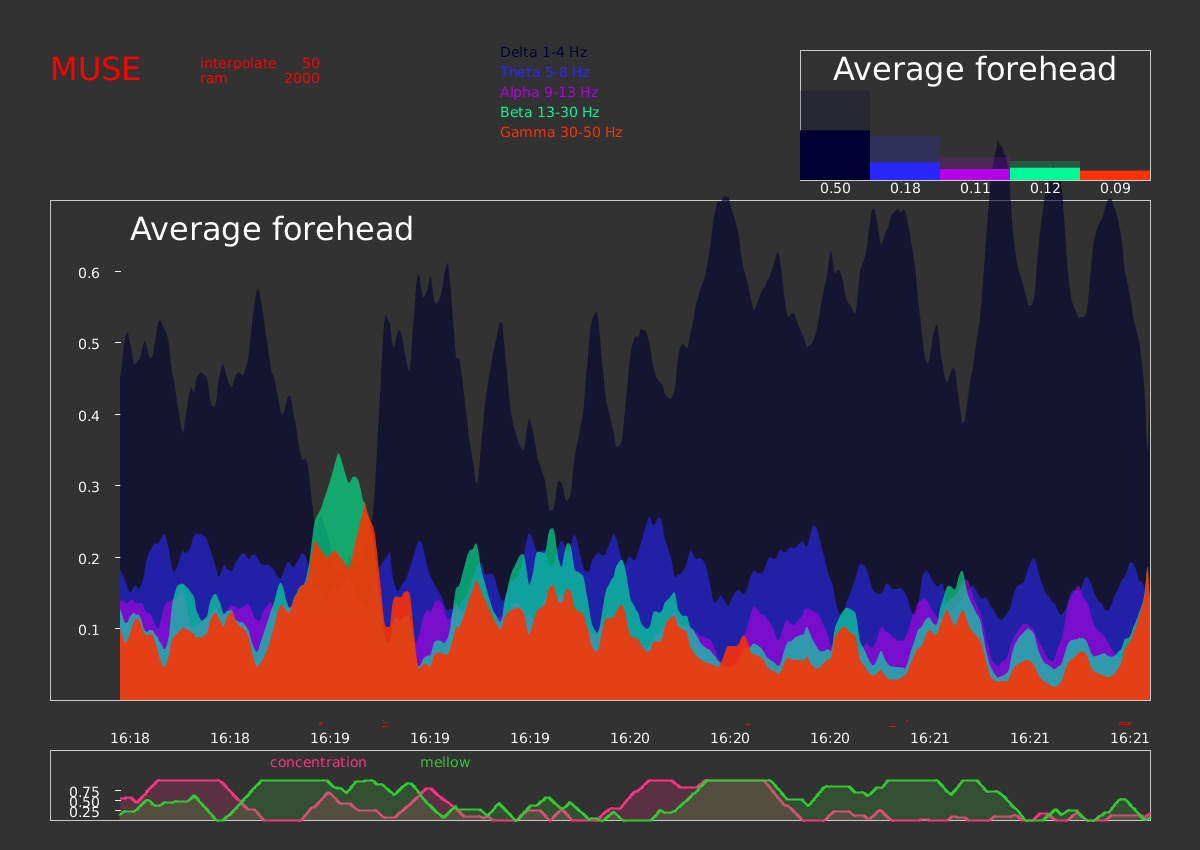 MUSE
interpolate 50
ram 2000
Delta 1-4 Hz
Theta 5-8 Hz
Alpha 9-13 Hz
Beta 13-30 Hz
Gamma 30-50 Hz
Average forehead
0.50 0.18 0.11 0.12 0.09
Average forehead
0.6
0.5
0.4
0.3
0.2
0.1
16:18 16:18 16:19 16:19 16:19 16:20 16:20 16:20 16:21 16:21 16:21
concentration mellow
0.75
0.50
0.25